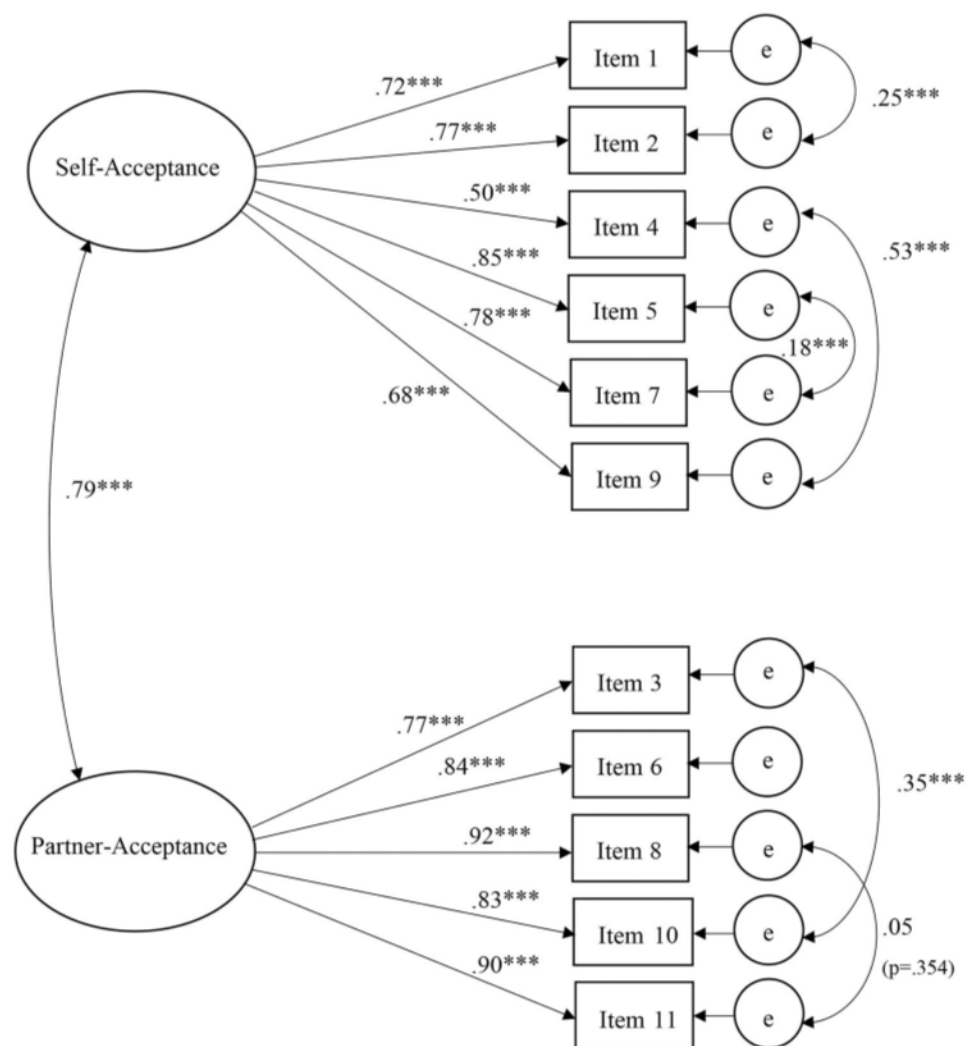 Item 1
e
.72***
.25***
.77***
Item 2
e
Self-Acceptance
.50***
Item 4
e
.53***
.85***
Item 5
e
.78***
.18***
Item 7
e
.68***
Item 9
e
.79***
Item 3
e
.77***
Item 6
e
.84***
.35***
Partner-Acceptance
.92***
Item 8
e
.83***
Item 10
e
.05
(p=.354)
.90***
Item 11
e